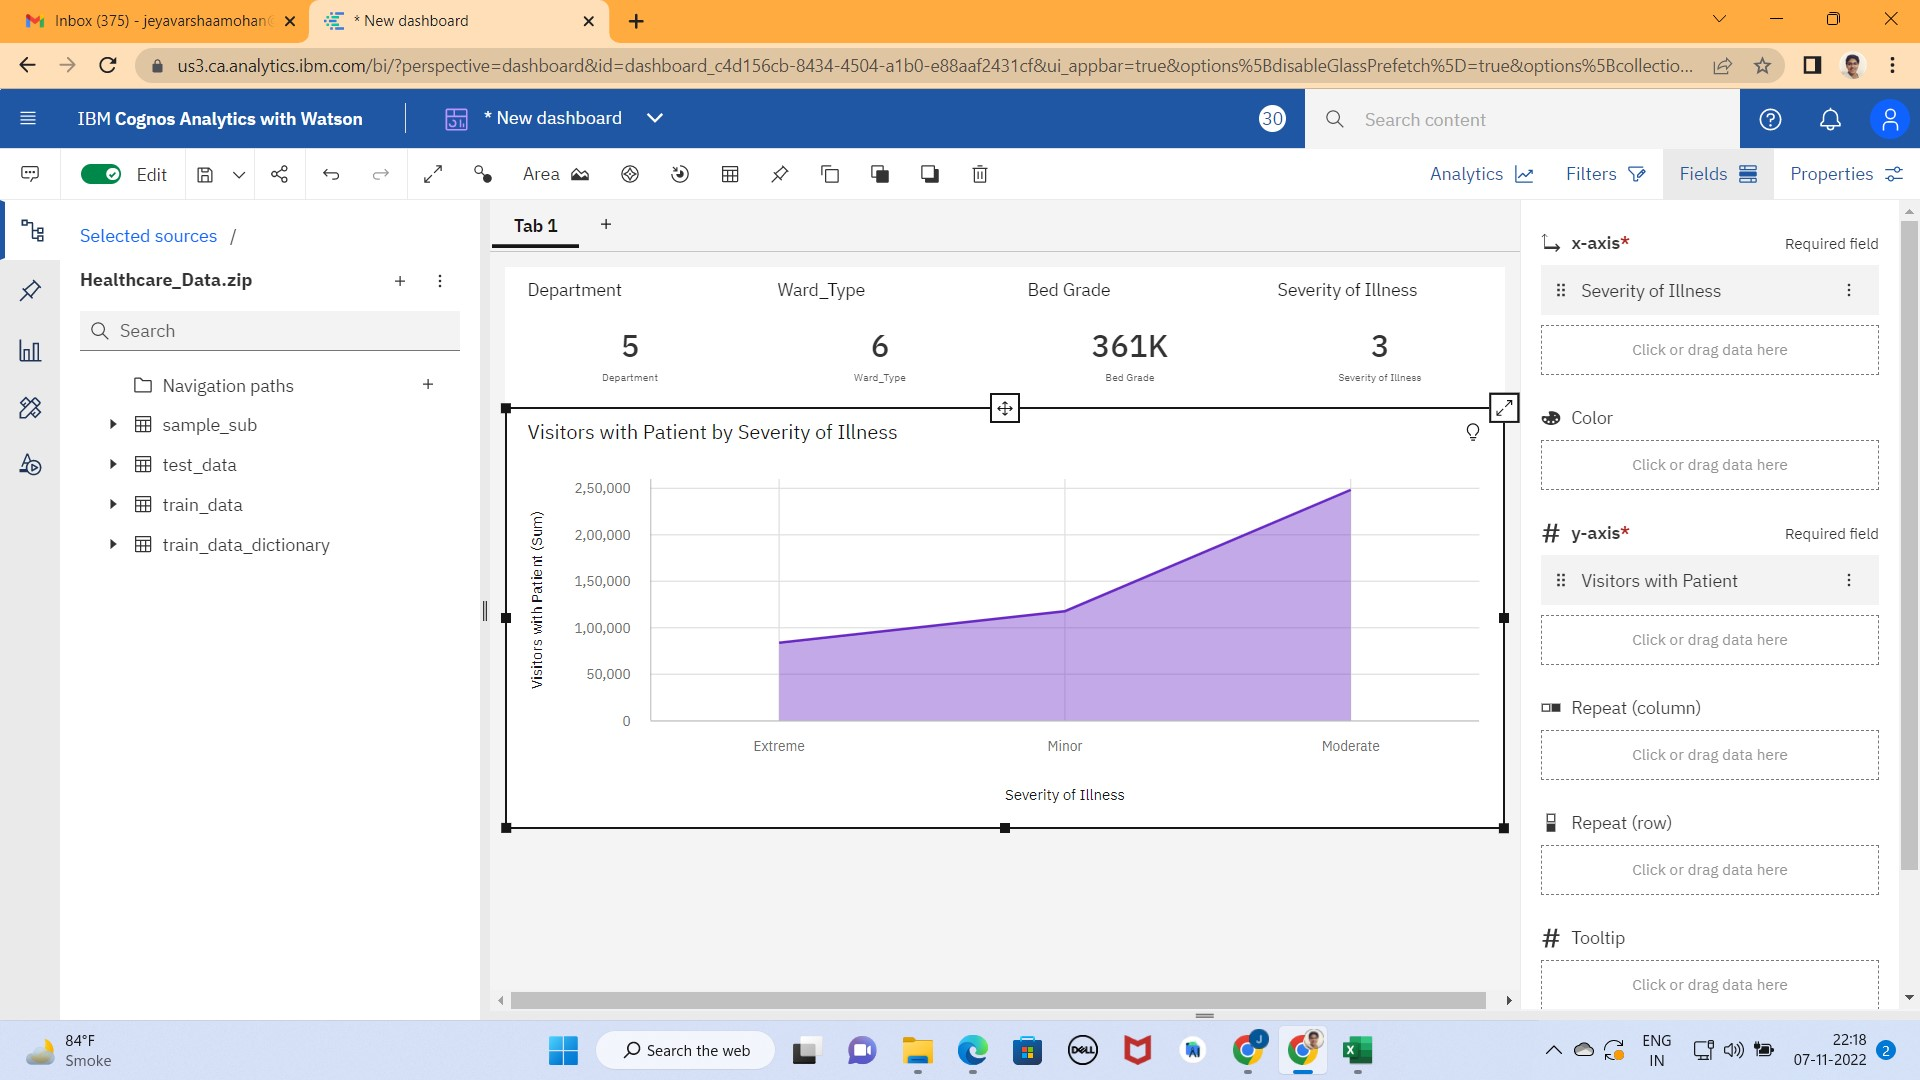 Inbox (375) - jeyavarshaamohan
* New dashboard
us3.ca.analytics.ibm.com/bi/?perspective=dashboard&id=dashboard_c4d156cb-8434-4504-a1b0-e88aaf2431cf&ui_appbar=true&options%5BdisableGlassPrefetch%5D=true&options%5Bcollectio...
IBM Cognos Analytics with Watson
* New dashboard
30
Search content
Edit
Area
Analytics
Filters
Fields
Properties
Selected sources /
Healthcare_Data.zip
Search
Navigation paths
sample_sub
test_data
train_data
train_data_dictionary
Tab 1
Department
Ward_Type
Bed Grade
Severity of Illness
5
6
361K
3
Department
Ward_Type
Bed Grade
Severity of Illness
Visitors with Patient by Severity of Illness
Visitors with Patient (Sum)
2,50,000
2,00,000
1,50,000
1,00,000
50,000
0
Extreme
Minor
Moderate
Severity of Illness
x-axis*
Required field
Severity of Illness
Click or drag data here
Color
Click or drag data here
y-axis*
Required field
Visitors with Patient
Click or drag data here
Repeat (column)
Click or drag data here
Repeat (row)
Click or drag data here
Tooltip
Click or drag data here
84°F
Smoke
Search the web
DELL
J
ENG
IN
22:18
07-11-2022
2